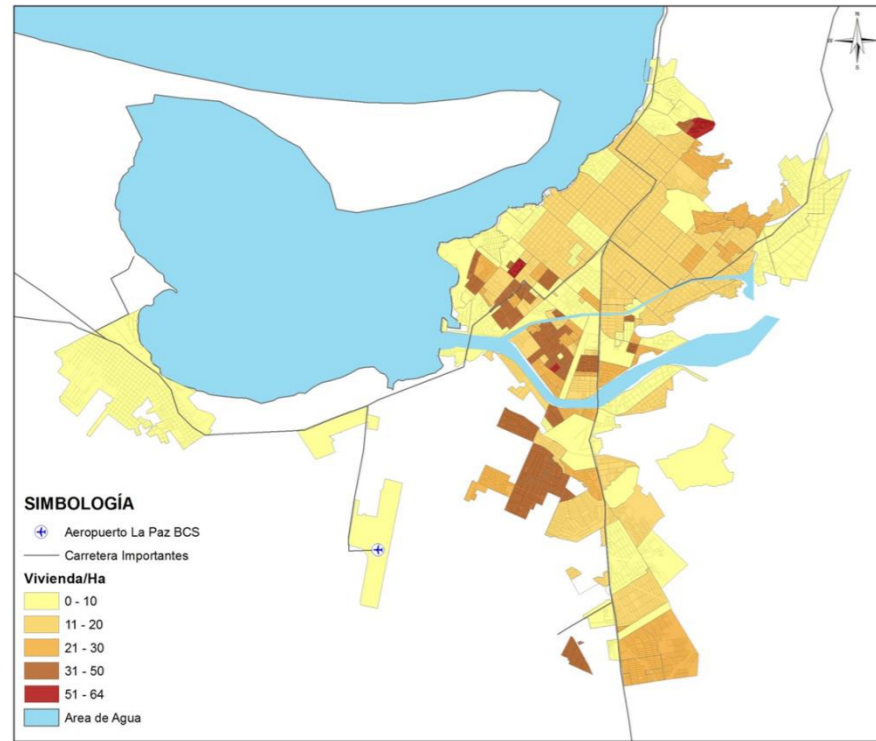 N
S
SIMBOLOGÍA
Aeropuerto La Paz BCS
Carretera Importantes
Vivienda/Ha
0 - 10
11 - 20
21 - 30
31 - 50
51 - 64
Area de Agua